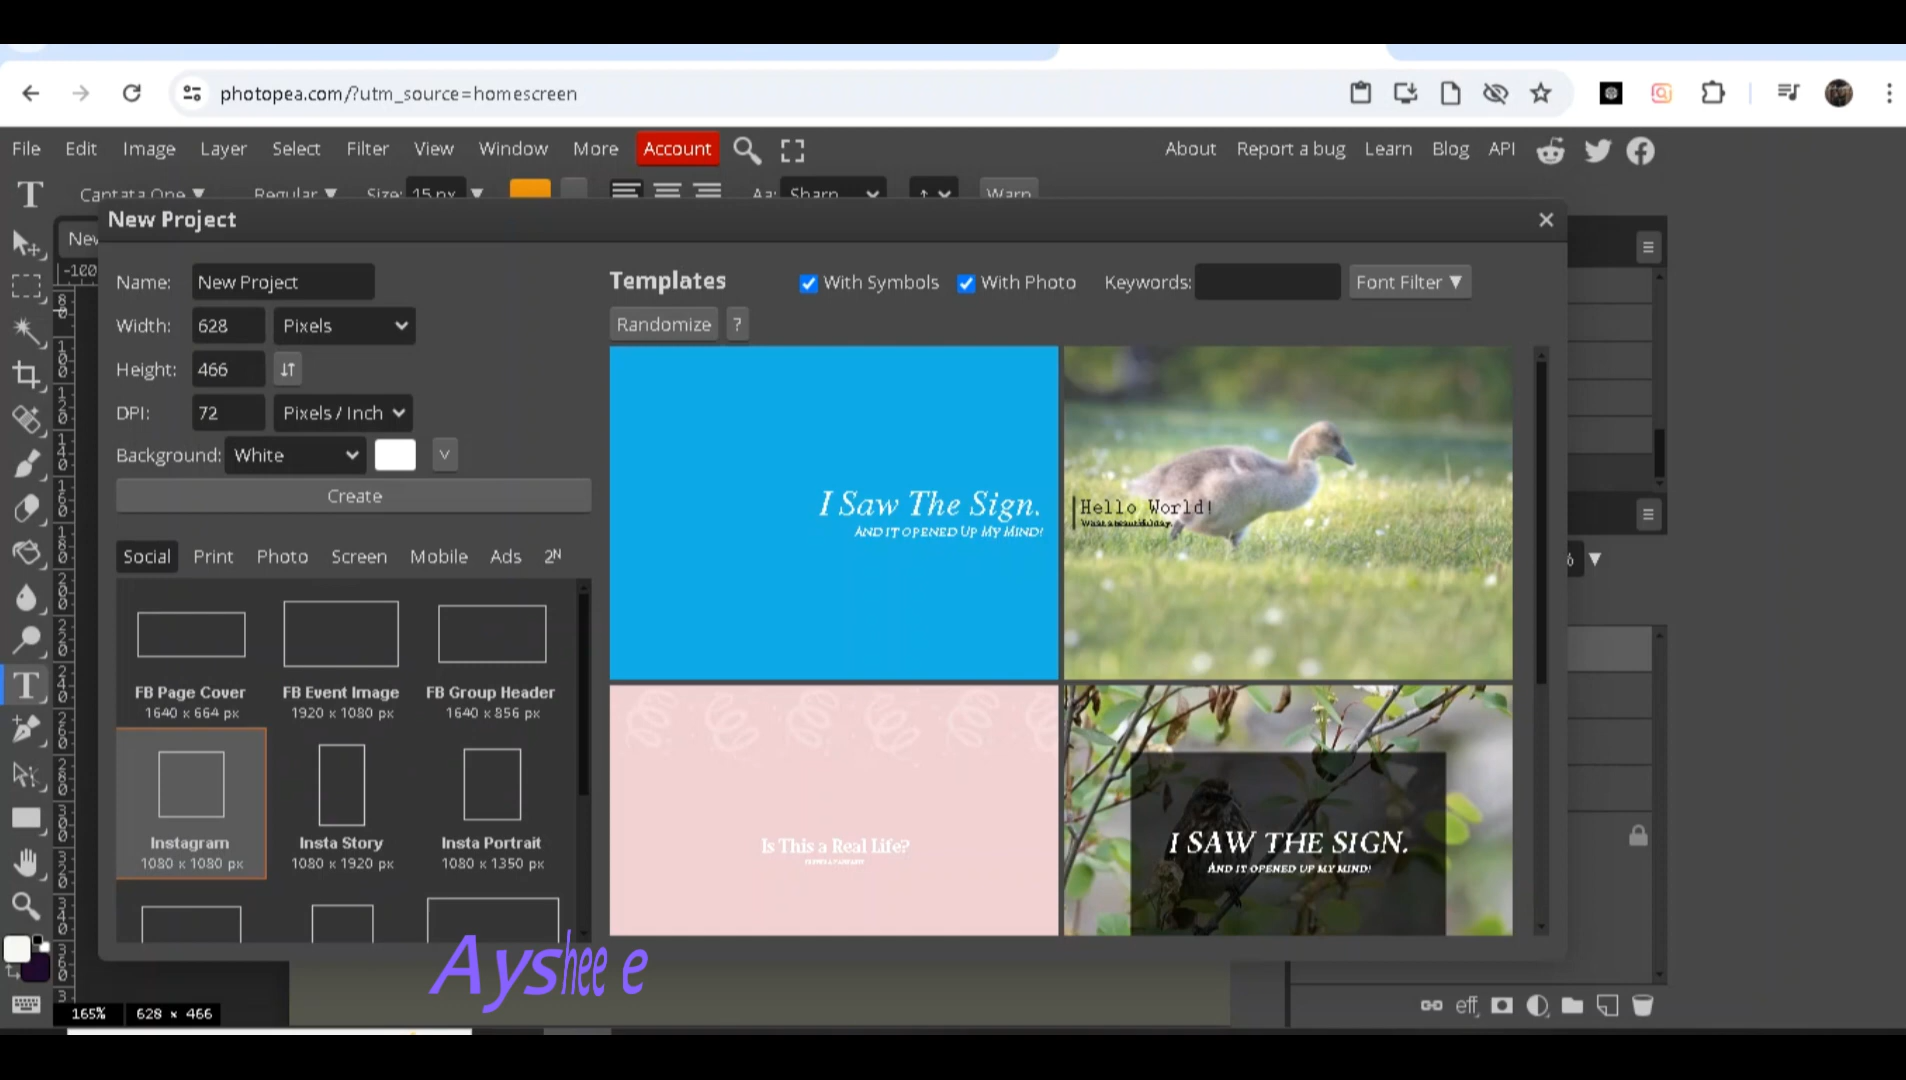 photopea.com/?utm_source=homescreen
File Edit Image Layer Select Filter View Window More Account About Report a bug Learn Blog API
T Cantata One ▼ Regular ▼ Size: 15 px ▼ Aa: Sharp Warp
New Project
New
-100
Name: New Project
Width: 628 Pixels
Height: 466
DPI: 72 Pixels / Inch
Background: White
Create
Social Print Photo Screen Mobile Ads 2ᴺ
FB Page Cover FB Event Image FB Group Header
1640 x 664 px 1920 x 1080 px 1640 x 856 px
Instagram Insta Story Insta Portrait
1080 x 1080 px 1080 x 1920 px 1080 x 1350 px
Templates With Symbols With Photo Keywords: Font Filter ▼
Randomize ?
I Saw The Sign.
And it opened Up My Mind!
Hello World!
What a beautiful day.
Is This a Real Life?
I SAW THE SIGN.
And it opened up my mind!
Ayshee e
165% 628 x 466
eff